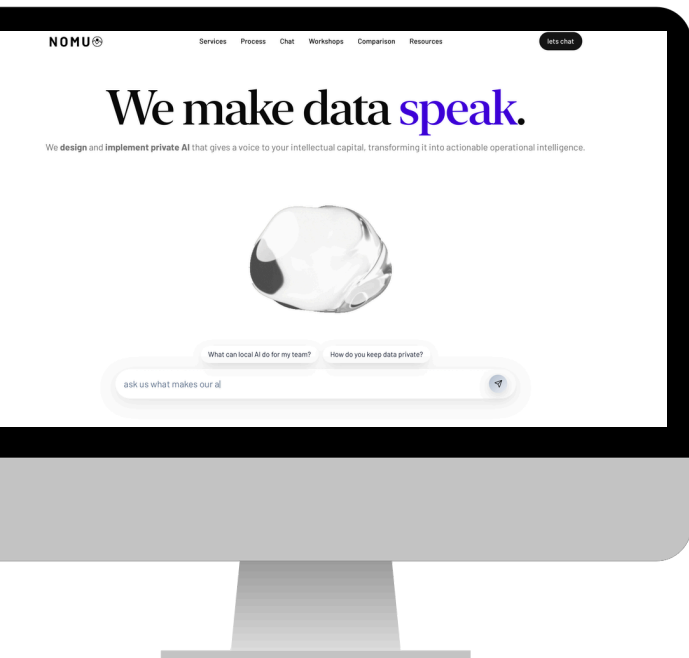 NOMU
Services Process Chat Workshops Comparison Resources
lets chat
We make data speak.
We design and implement private AI that gives a voice to your intellectual capital, transforming it into actionable operational intelligence.
What can local AI do for my team? How do you keep data private?
ask us what makes our a